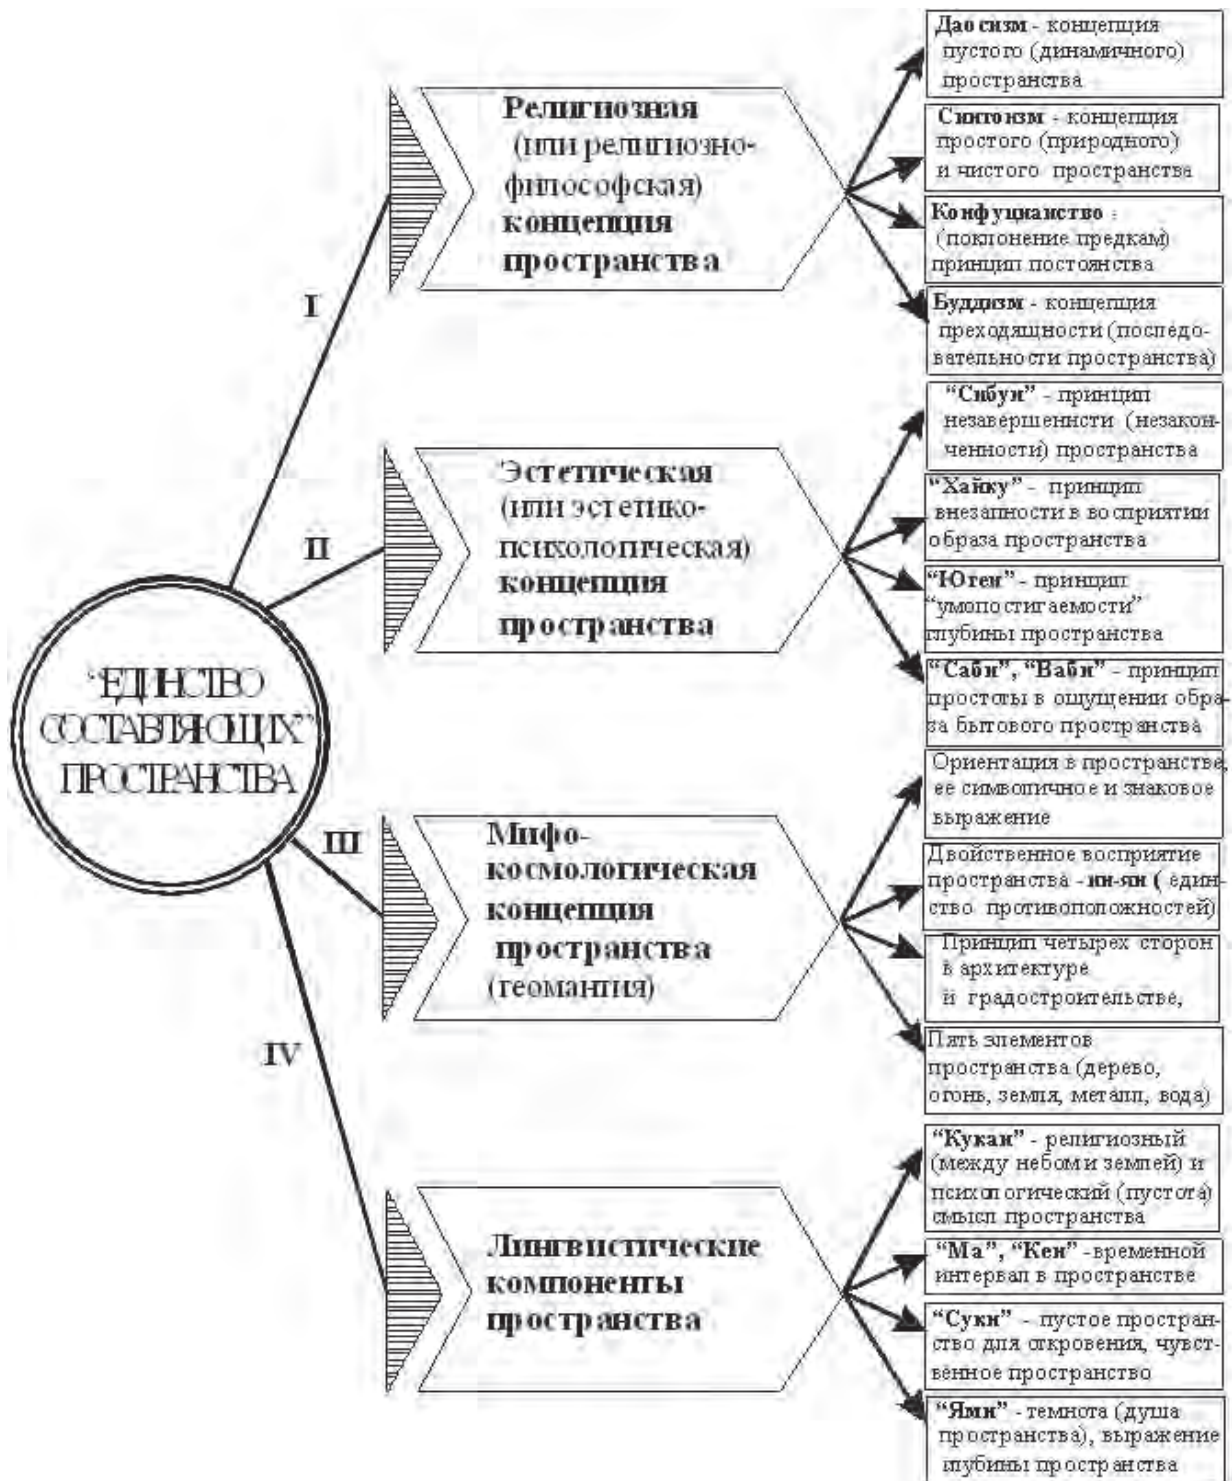 “ЕДИНСТВО
СОСТАВЛЯЮЩИХ”
ПРОСТРАНСТВА
I
Религиозная
(или религиозно-
философская)
концепция
пространства
Даосизм - концепция
пустого (динамичного)
пространства
Синтоизм - концепция
простого (природного)
и чистого пространства
Конфуцианство :
(поклонение предкам)
принцип постоянства
Буддизм - концепция
преходящности (последо-
вательности пространства)
II
Эстетическая
(или эстетико-
психологическая)
концепция
пространства
“Сибуи” - принцип
незавершеннсти (незакон-
ченности) пространства
“Хайку” - принцип
внезапности в восприятии
образа пространства
“Юген” - принцип
“умопостигаемости”
глубины пространства
“Саби”, “Ваби” - принцип
простоты в ощущении обра-
за бытового пространства
III
Мифо-
космологическая
концепция
пространства
(геомантия)
Ориентация в пространстве,
ее символичное и знаковое
выражение
Двойственное восприятие
пространства - ин-ян ( един-
ство противоположностей)
Принцип четырех сторон
в архитектуре
и градостроительстве,
Пять элементов
пространства (дерево,
огонь, земля, металл, вода)
IV
Лингвистические
компоненты
пространства
“Кукан” - религиозный
(между небом и землей) и
психологический (пустота)
смысл пространства
“Ма”, “Кен” -временной
интервал в пространстве
“Суки” - пустое простран-
ство для откровения, чувст-
венное пространство
“Ями” - темнота (душа
пространства), выражение
глубины пространства